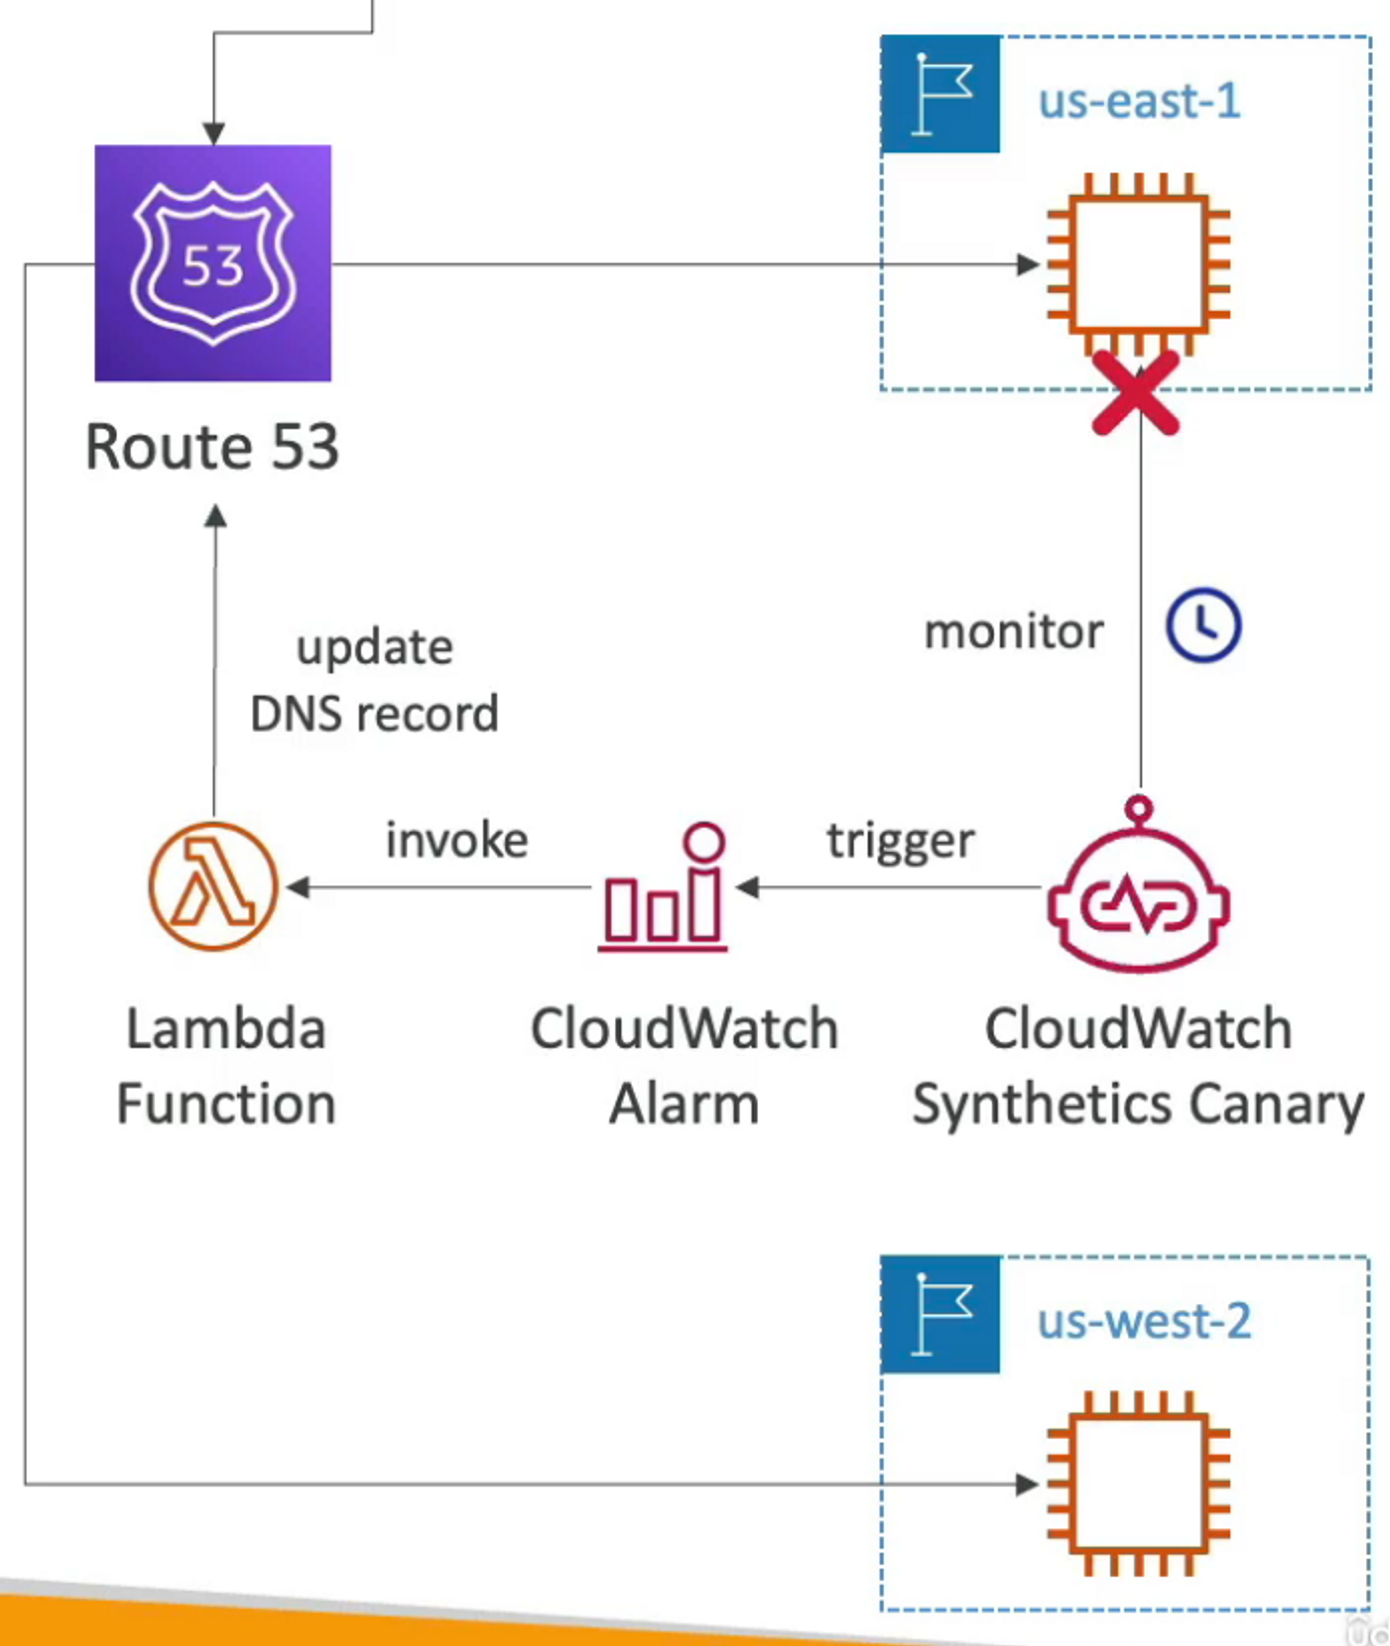 us-east-1
53
Route 53
monitor
update
DNS record
invoke
trigger
Lambda
Function
CloudWatch
Alarm
CloudWatch
Synthetics Canary
us-west-2